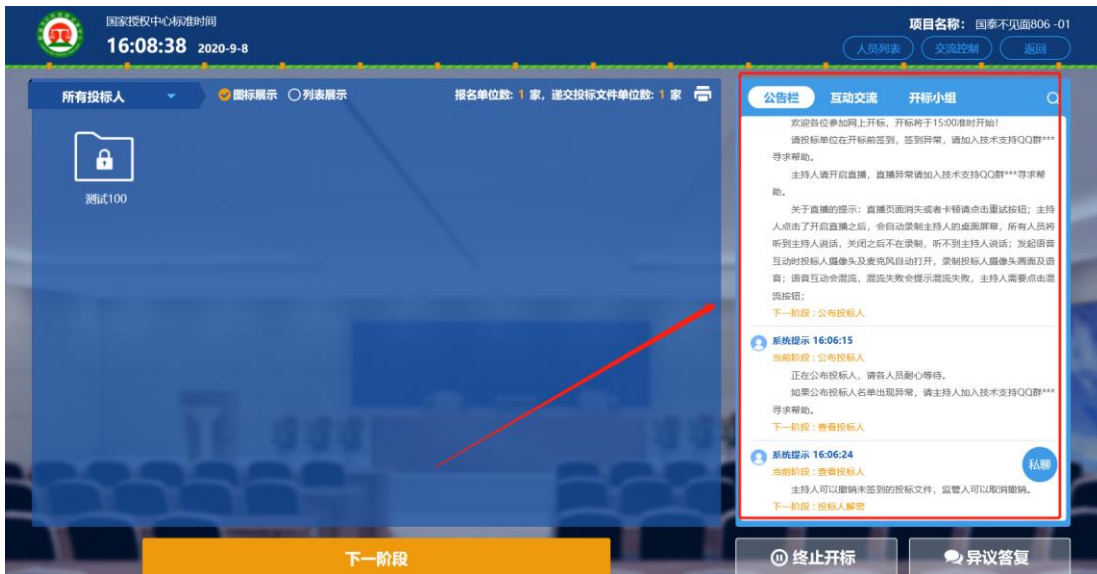 国家授权中心标准时间
16:08:38 2020-9-8
项目名称： 国泰不见面806 -01
人员列表 交流控制 返回
所有投标人 图标展示 列表展示 报名单位数: 1 家, 递交投标文件单位数: 1 家
测试100
公告栏 互动交流 开标小组
欢迎各位参加网上开标，开标将于15:00准时开始！
请投标单位在开标前签到，签到异常，请加入技术支持QQ群***
寻求帮助。
主持人请开启直播，直播异常请加入技术支持QQ群***寻求帮
助。
关于直播的提示：直播页面消失或者卡顿请点击重试按钮；主持
人点击了开启直播之后，会自动录制主持人的桌面屏幕，所有人员将
听到主持人说话，关闭之后不在录制，听不到主持人说话；发起语音
互动时投标人摄像头及麦克风自动打开，录制投标人摄像头画面及语
音；语音互动会混流，混流失败会提示混流失败，主持人需要点击混
流按钮；
下一阶段 : 公布投标人
系统提示 16:06:15
当前阶段 : 公布投标人
正在公布投标人，请各人员耐心等待。
如果公布投标人名单出现异常，请主持人加入技术支持QQ群***
寻求帮助。
下一阶段 : 查看投标人
系统提示 16:06:24
当前阶段 : 查看投标人
主持人可以撤销未签到的投标文件，监管人可以取消撤销。
下一阶段 : 投标人解密
私聊
下一阶段
终止开标
异议答复